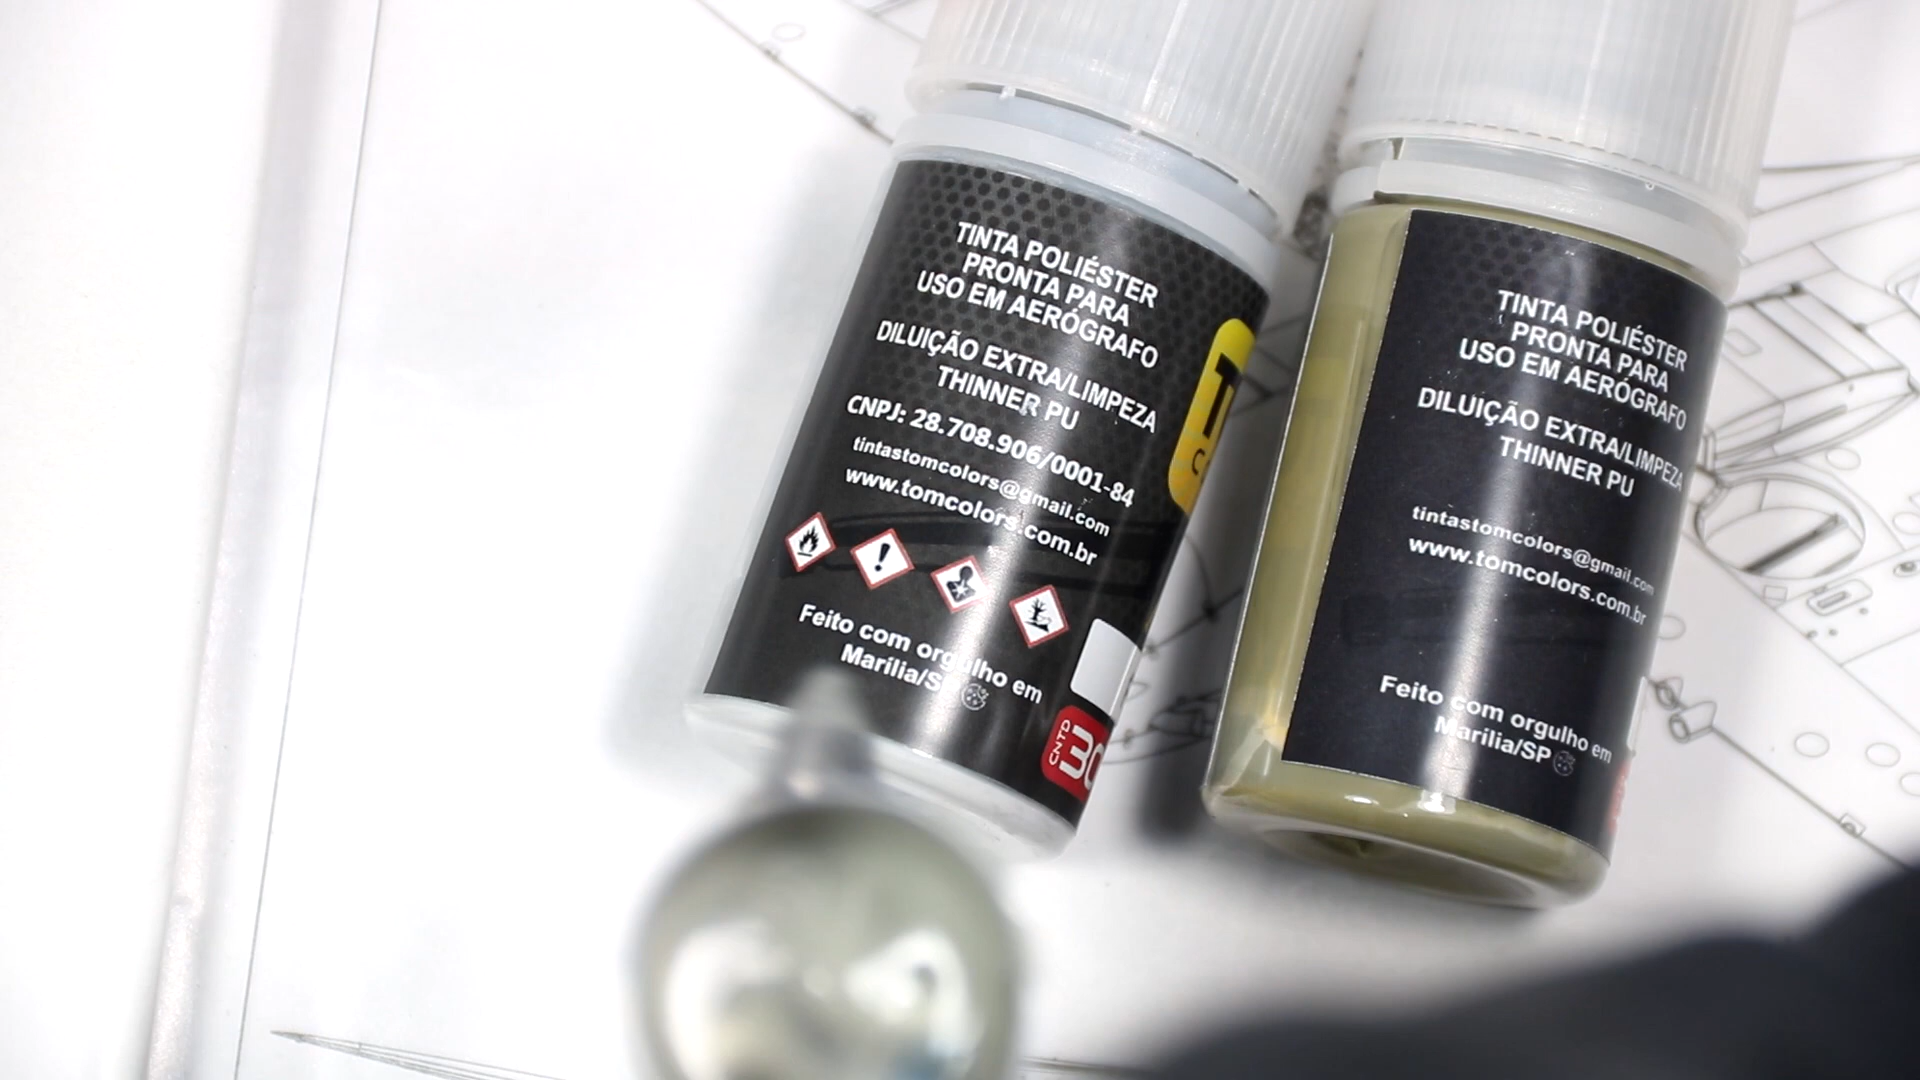 TINTA POLIÉSTER
PRONTA PARA
USO EM AERÓGRAFO
DILUIÇÃO EXTRA/LIMPEZA
THINNER PU
CNPJ: 28.708.906/0001-84
tintastomcolors@gmail.com
www.tomcolors.com.br
Feito com orgulho em
Marília/SP
CNTD
30
TINTA POLIÉSTER
PRONTA PARA
USO EM AERÓGRAFO
DILUIÇÃO EXTRA/LIMPEZA
THINNER PU
tintastomcolors@gmail.com
www.tomcolors.com.br
Feito com orgulho em
Marília/SP